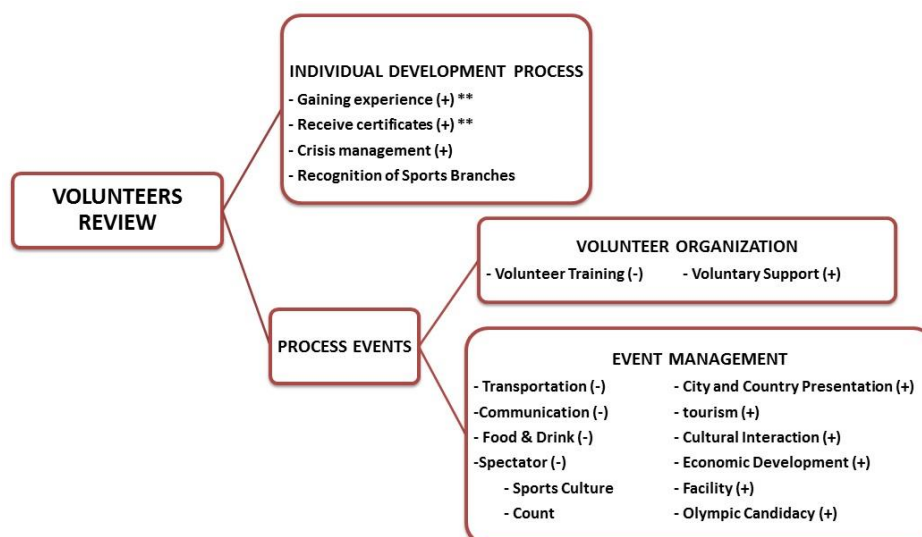 INDIVIDUAL DEVELOPMENT PROCESS
- Gaining experience (+) **
- Receive certificates (+) **
- Crisis management (+)
- Recognition of Sports Branches
VOLUNTEERS
REVIEW
VOLUNTEER ORGANIZATION
- Volunteer Training (-)
- Voluntary Support (+)
PROCESS EVENTS
EVENT MANAGEMENT
- Transportation (-)
-Communication (-)
- Food & Drink (-)
-Spectator (-)
- Sports Culture
- Count
- City and Country Presentation (+)
- tourism (+)
- Cultural Interaction (+)
- Economic Development (+)
- Facility (+)
- Olympic Candidacy (+)